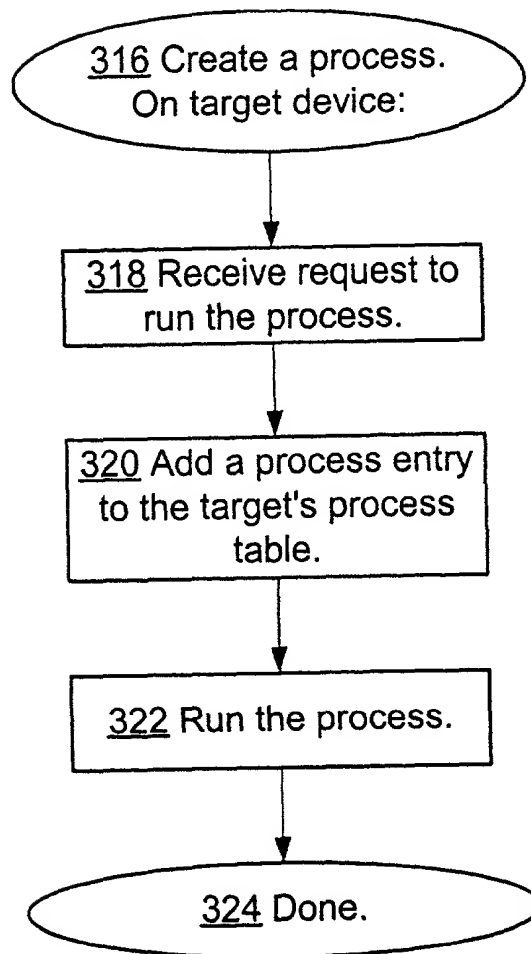 316 Create a process.
On target device:
318 Receive request to
run the process.
320 Add a process entry
to the target's process
table.
322 Run the process.
324 Done.